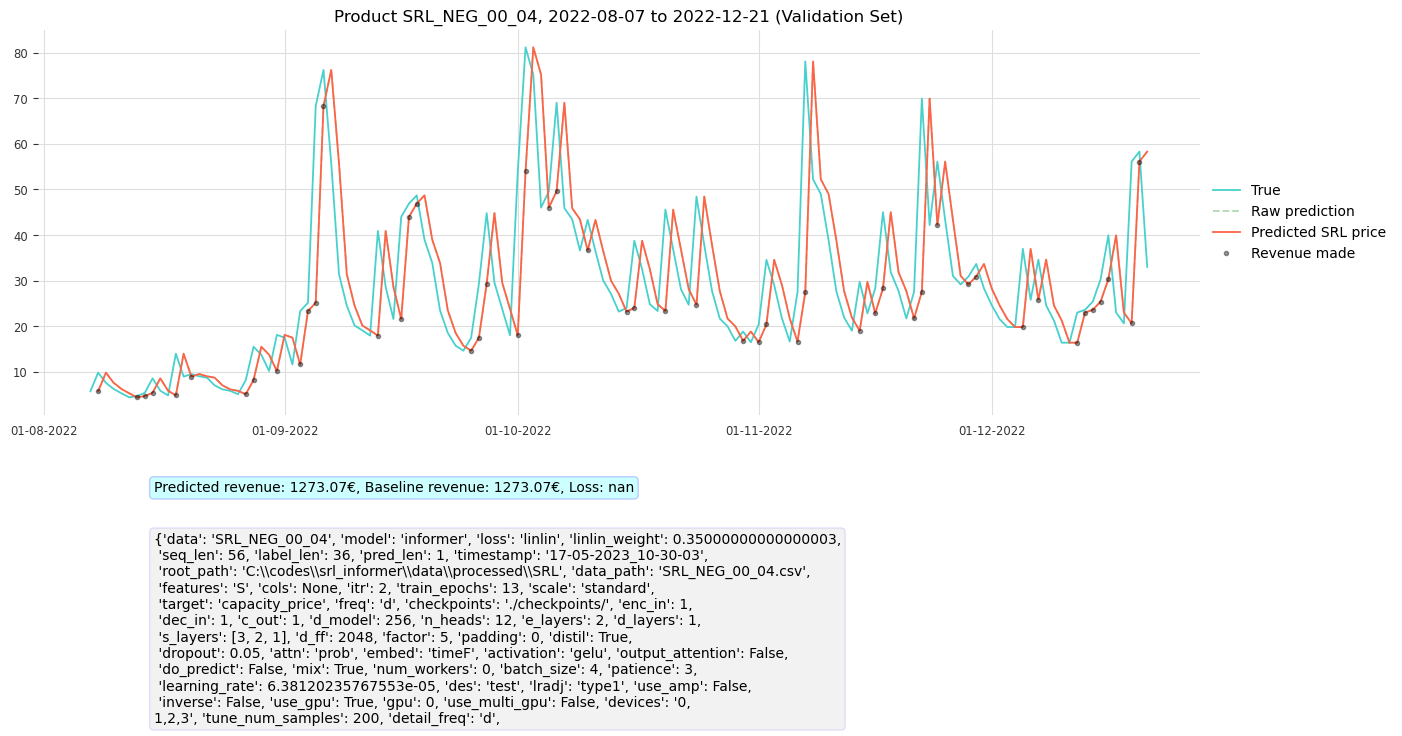 Product SRL_NEG_00_04, 2022-08-07 to 2022-12-21 (Validation Set)
80
70
60
50
40
30
20
10
01-08-2022
01-09-2022
01-10-2022
01-11-2022
01-12-2022
True
Raw prediction
Predicted SRL price
Revenue made
Predicted revenue: 1273.07€, Baseline revenue: 1273.07€, Loss: nan
{'data': 'SRL_NEG_00_04', 'model': 'informer', 'loss': 'linlin', 'linlin_weight': 0.35000000000000003,
'seq_len': 56, 'label_len': 36, 'pred_len': 1, 'timestamp': '17-05-2023_10-30-03',
'root_path': 'C:\\codes\\srl_informer\\data\\processed\\SRL', 'data_path': 'SRL_NEG_00_04.csv',
'features': 'S', 'cols': None, 'itr': 2, 'train_epochs': 13, 'scale': 'standard',
'target': 'capacity_price', 'freq': 'd', 'checkpoints': './checkpoints/', 'enc_in': 1,
'dec_in': 1, 'c_out': 1, 'd_model': 256, 'n_heads': 12, 'e_layers': 2, 'd_layers': 1,
's_layers': [3, 2, 1], 'd_ff': 2048, 'factor': 5, 'padding': 0, 'distil': True,
'dropout': 0.05, 'attn': 'prob', 'embed': 'timeF', 'activation': 'gelu', 'output_attention': False,
'do_predict': False, 'mix': True, 'num_workers': 0, 'batch_size': 4, 'patience': 3,
'learning_rate': 6.38120235767553e-05, 'des': 'test', 'lradj': 'type1', 'use_amp': False,
'inverse': False, 'use_gpu': True, 'gpu': 0, 'use_multi_gpu': False, 'devices': '0,
1,2,3', 'tune_num_samples': 200, 'detail_freq': 'd',